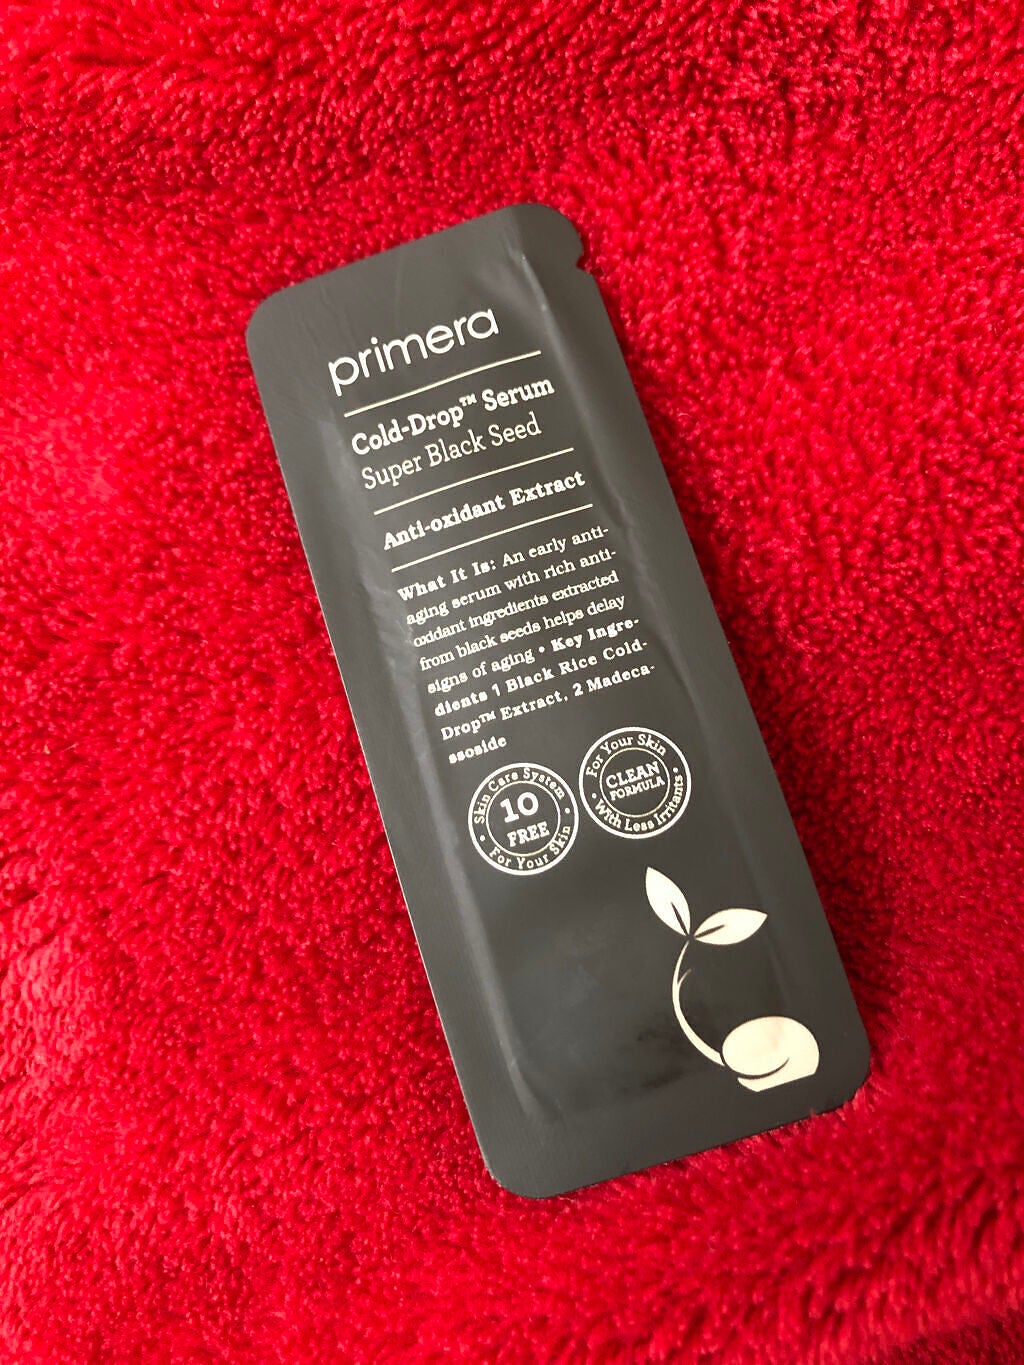 primera
Cold-Drop™ Serum
Super Black Seed
Anti-oxidant Extract
What It Is: An early anti-
aging serum with rich anti-
oxidant ingredients extracted
from black seeds helps delay
signs of aging • Key Ingre-
dients 1 Black Rice Cold-
Drop™ Extract, 2 Madeca-
ssoside
Skin Care System
10
FREE
For Your Skin
For Your Skin
CLEAN
FORMULA
With Less Irritants